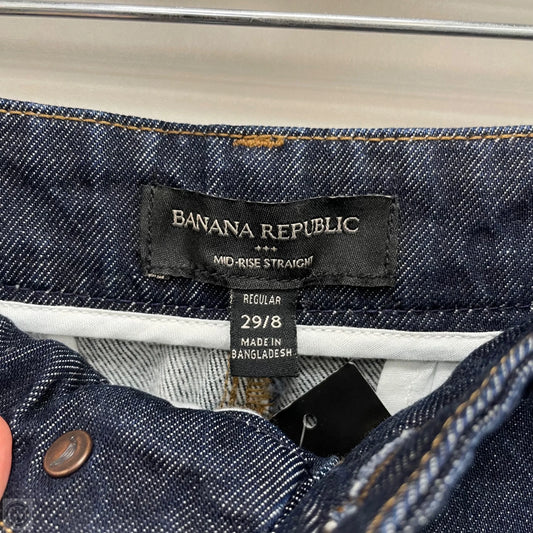 BANANA REPUBLIC
+++
MID-RISE STRAIGHT
REGULAR
29/8
MADE IN
BANGLADESH